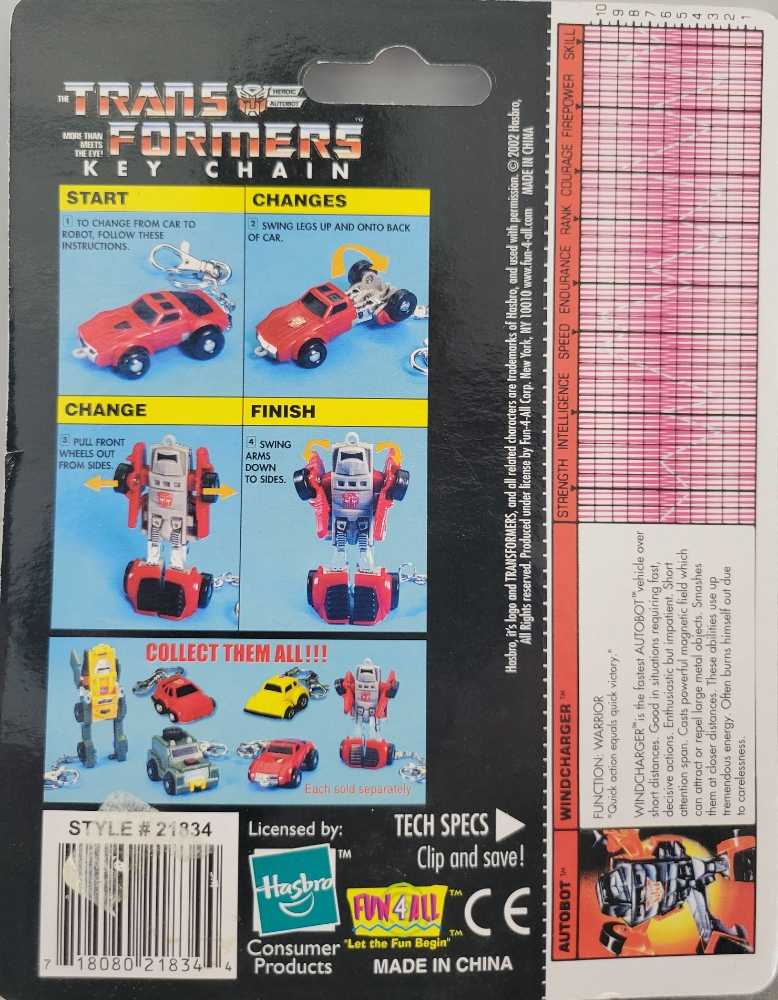 THE TRANSFORMERS™
HEROIC
AUTOBOT
MORE THAN
MEETS
THE EYE!
KEY CHAIN
START
1 TO CHANGE FROM CAR TO
ROBOT, FOLLOW THESE
INSTRUCTIONS.
CHANGES
2 SWING LEGS UP AND ONTO BACK
OF CAR.
CHANGE
3 PULL FRONT
WHEELS OUT
FROM SIDES.
FINISH
4 SWING
ARMS
DOWN
TO SIDES.
COLLECT THEM ALL!!!
Each sold separately
STYLE # 21834
7 18080 21834 4
Licensed by:
Hasbro™
Consumer
Products
TECH SPECS
Clip and save!
FUN 4 ALL™
"Let the Fun Begin"™
CE
MADE IN CHINA
Hasbro, it's logo and TRANSFORMERS, and all related characters are trademarks of Hasbro, and used with permission. © 2002 Hasbro,
All Rights reserved. Produced under license by Fun-4-All Corp. New York, NY 10010 www.fun-4-all.com MADE IN CHINA
AUTOBOT™
WINDCHARGER™
FUNCTION: WARRIOR
"Quick action equals quick victory."
WINDCHARGER™ is the fastest AUTOBOT™ vehicle over
short distances. Good in situations requiring fast,
decisive actions. Enthusiastic but impatient. Short
attention span. Casts powerful magnetic field which
can attract or repel large metal objects. Smashes
them at closer distances. These abilities use up
tremendous energy. Often burns himself out due
to carelessness.
STRENGTH INTELLIGENCE SPEED ENDURANCE RANK COURAGE FIREPOWER SKILL
10
9
8
7
6
5
4
3
2
1